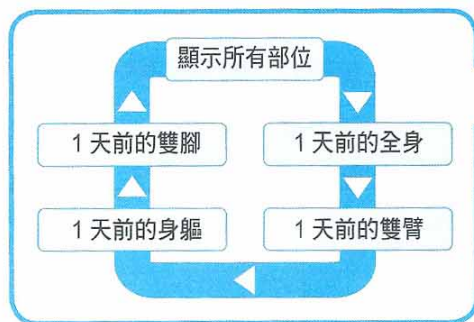 顯示所有部位
1 天前的雙腳
1 天前的全身
1 天前的身軀
1 天前的雙臂